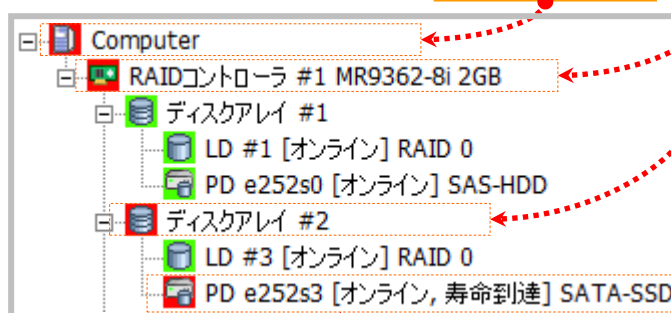 Computer
RAIDコントローラ #1 MR9362-8i 2GB
ディスクアレイ #1
LD #1 [オンライン] RAID 0
PD e252s0 [オンライン] SAS-HDD
ディスクアレイ #2
LD #3 [オンライン] RAID 0
PD e252s3 [オンライン, 寿命到達] SATA-SSD